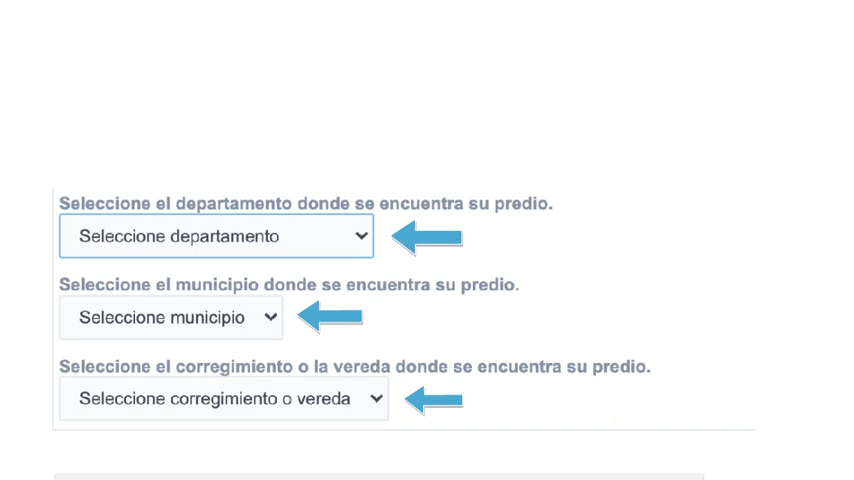 Seleccione el departamento donde se encuentra su predio.
Seleccione departamento
Seleccione el municipio donde se encuentra su predio.
Seleccione municipio
Seleccione el corregimiento o la vereda donde se encuentra su predio.
Seleccione corregimiento o vereda